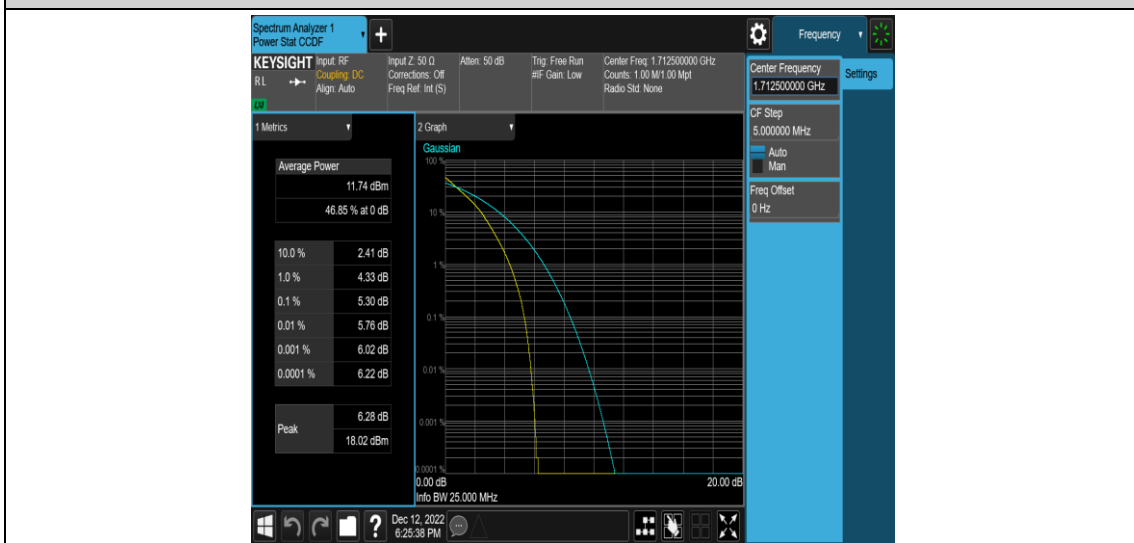 Spectrum Analyzer 1
Power Stat CCDF
+
Frequency
KEYSIGHT
RL
LXI
Input: RF
Coupling: DC
Align: Auto
Input Z: 50 Ω
Corrections: Off
Freq Ref: Int (S)
Atten: 50 dB
Trig: Free Run
#IF Gain: Low
Center Freq: 1.712500000 GHz
Counts: 1.00 M/1.00 Mpt
Radio Std: None
Center Frequency
1.712500000 GHz
Settings
CF Step
5.000000 MHz
Auto
Man
Freq Offset
0 Hz
1 Metrics
Average Power
11.74 dBm
46.85 % at 0 dB
10.0 % 2.41 dB
1.0 % 4.33 dB
0.1 % 5.30 dB
0.01 % 5.76 dB
0.001 % 6.02 dB
0.0001 % 6.22 dB
Peak
6.28 dB
18.02 dBm
2 Graph
Gaussian
100 %
10 %
1 %
0.1 %
0.01 %
0.001 %
0.0001 %
0.00 dB 20.00 dB
Info BW 25.000 MHz
?
Dec 12, 2022
6:25:38 PM